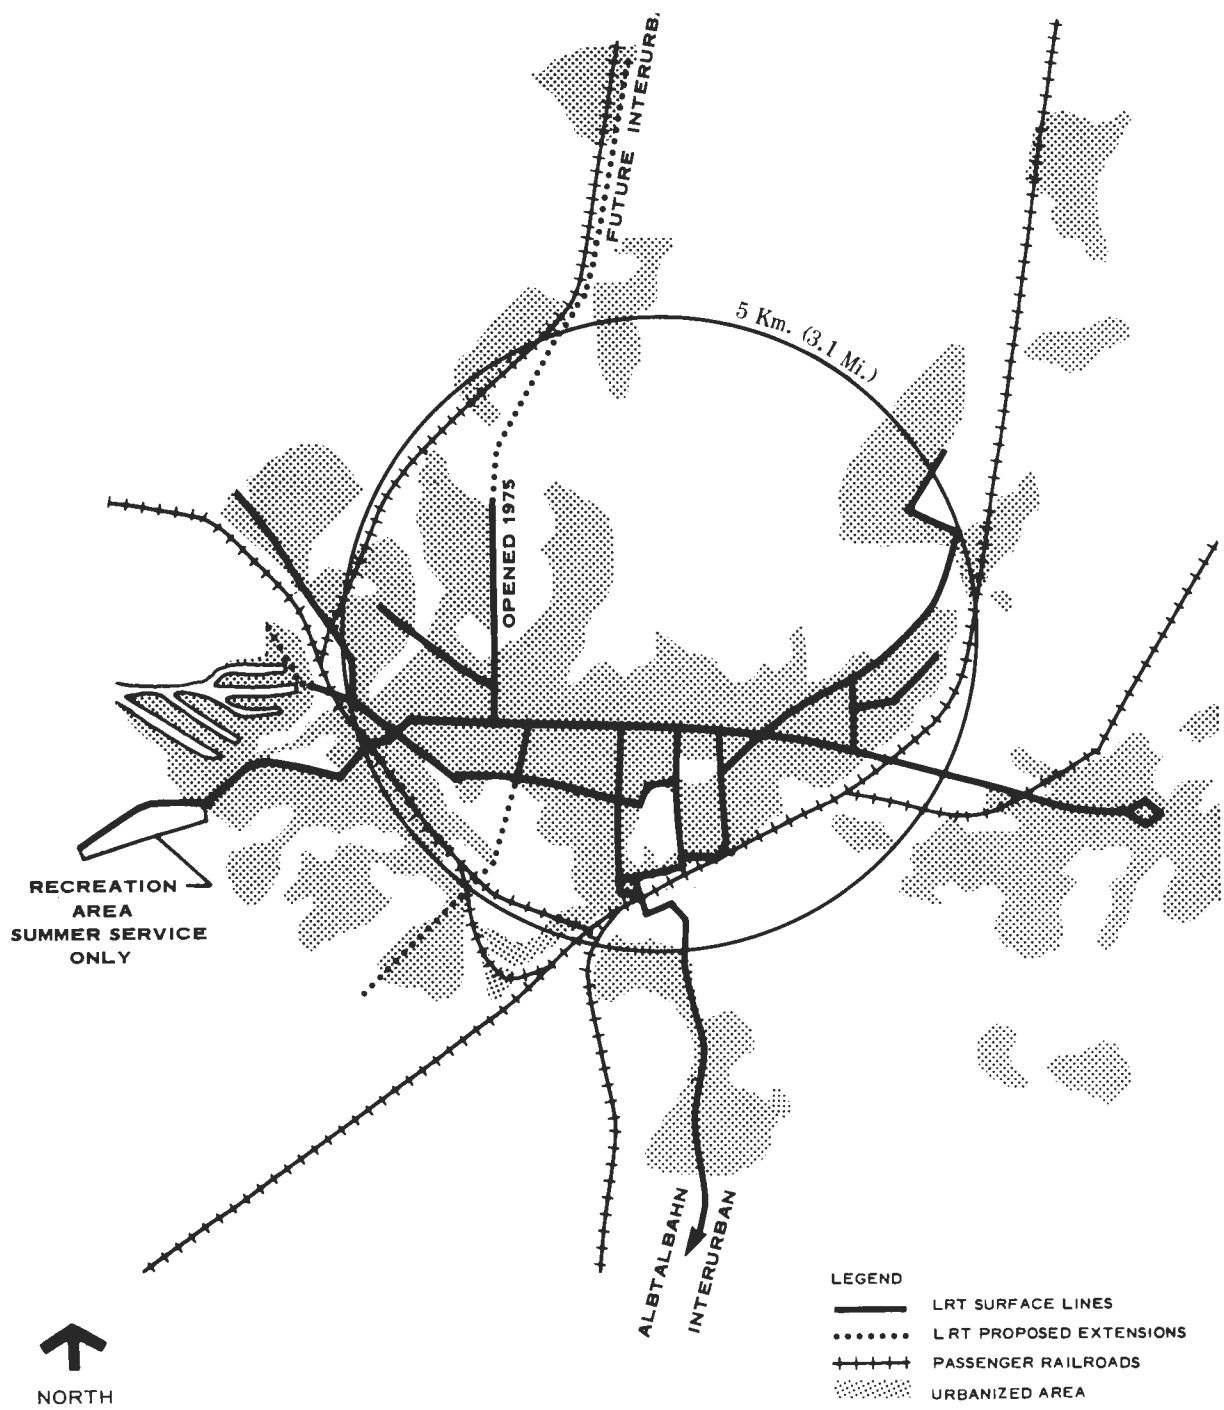 FUTURE INTERURB.
5 Km. (3.1 Mi.)
OPENED 1975
RECREATION
AREA
SUMMER SERVICE
ONLY
ALBTALBAHN
INTERURBAN
LEGEND
LRT SURFACE LINES
LRT PROPOSED EXTENSIONS
PASSENGER RAILROADS
URBANIZED AREA
NORTH